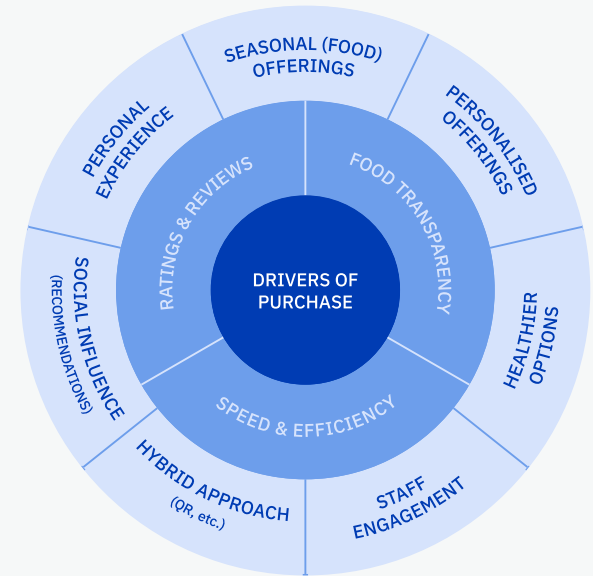 SEASONAL (FOOD)
OFFERINGS
PERSONALISED
OFFERINGS
HEALTHIER
OPTIONS
STAFF
ENGAGEMENT
HYBRID APPROACH
(QR, etc.)
SOCIAL INFLUENCE
(RECOMMENDATIONS)
PERSONAL
EXPERIENCE
RATINGS & REVIEWS
FOOD TRANSPARENCY
SPEED & EFFICIENCY
DRIVERS OF
PURCHASE